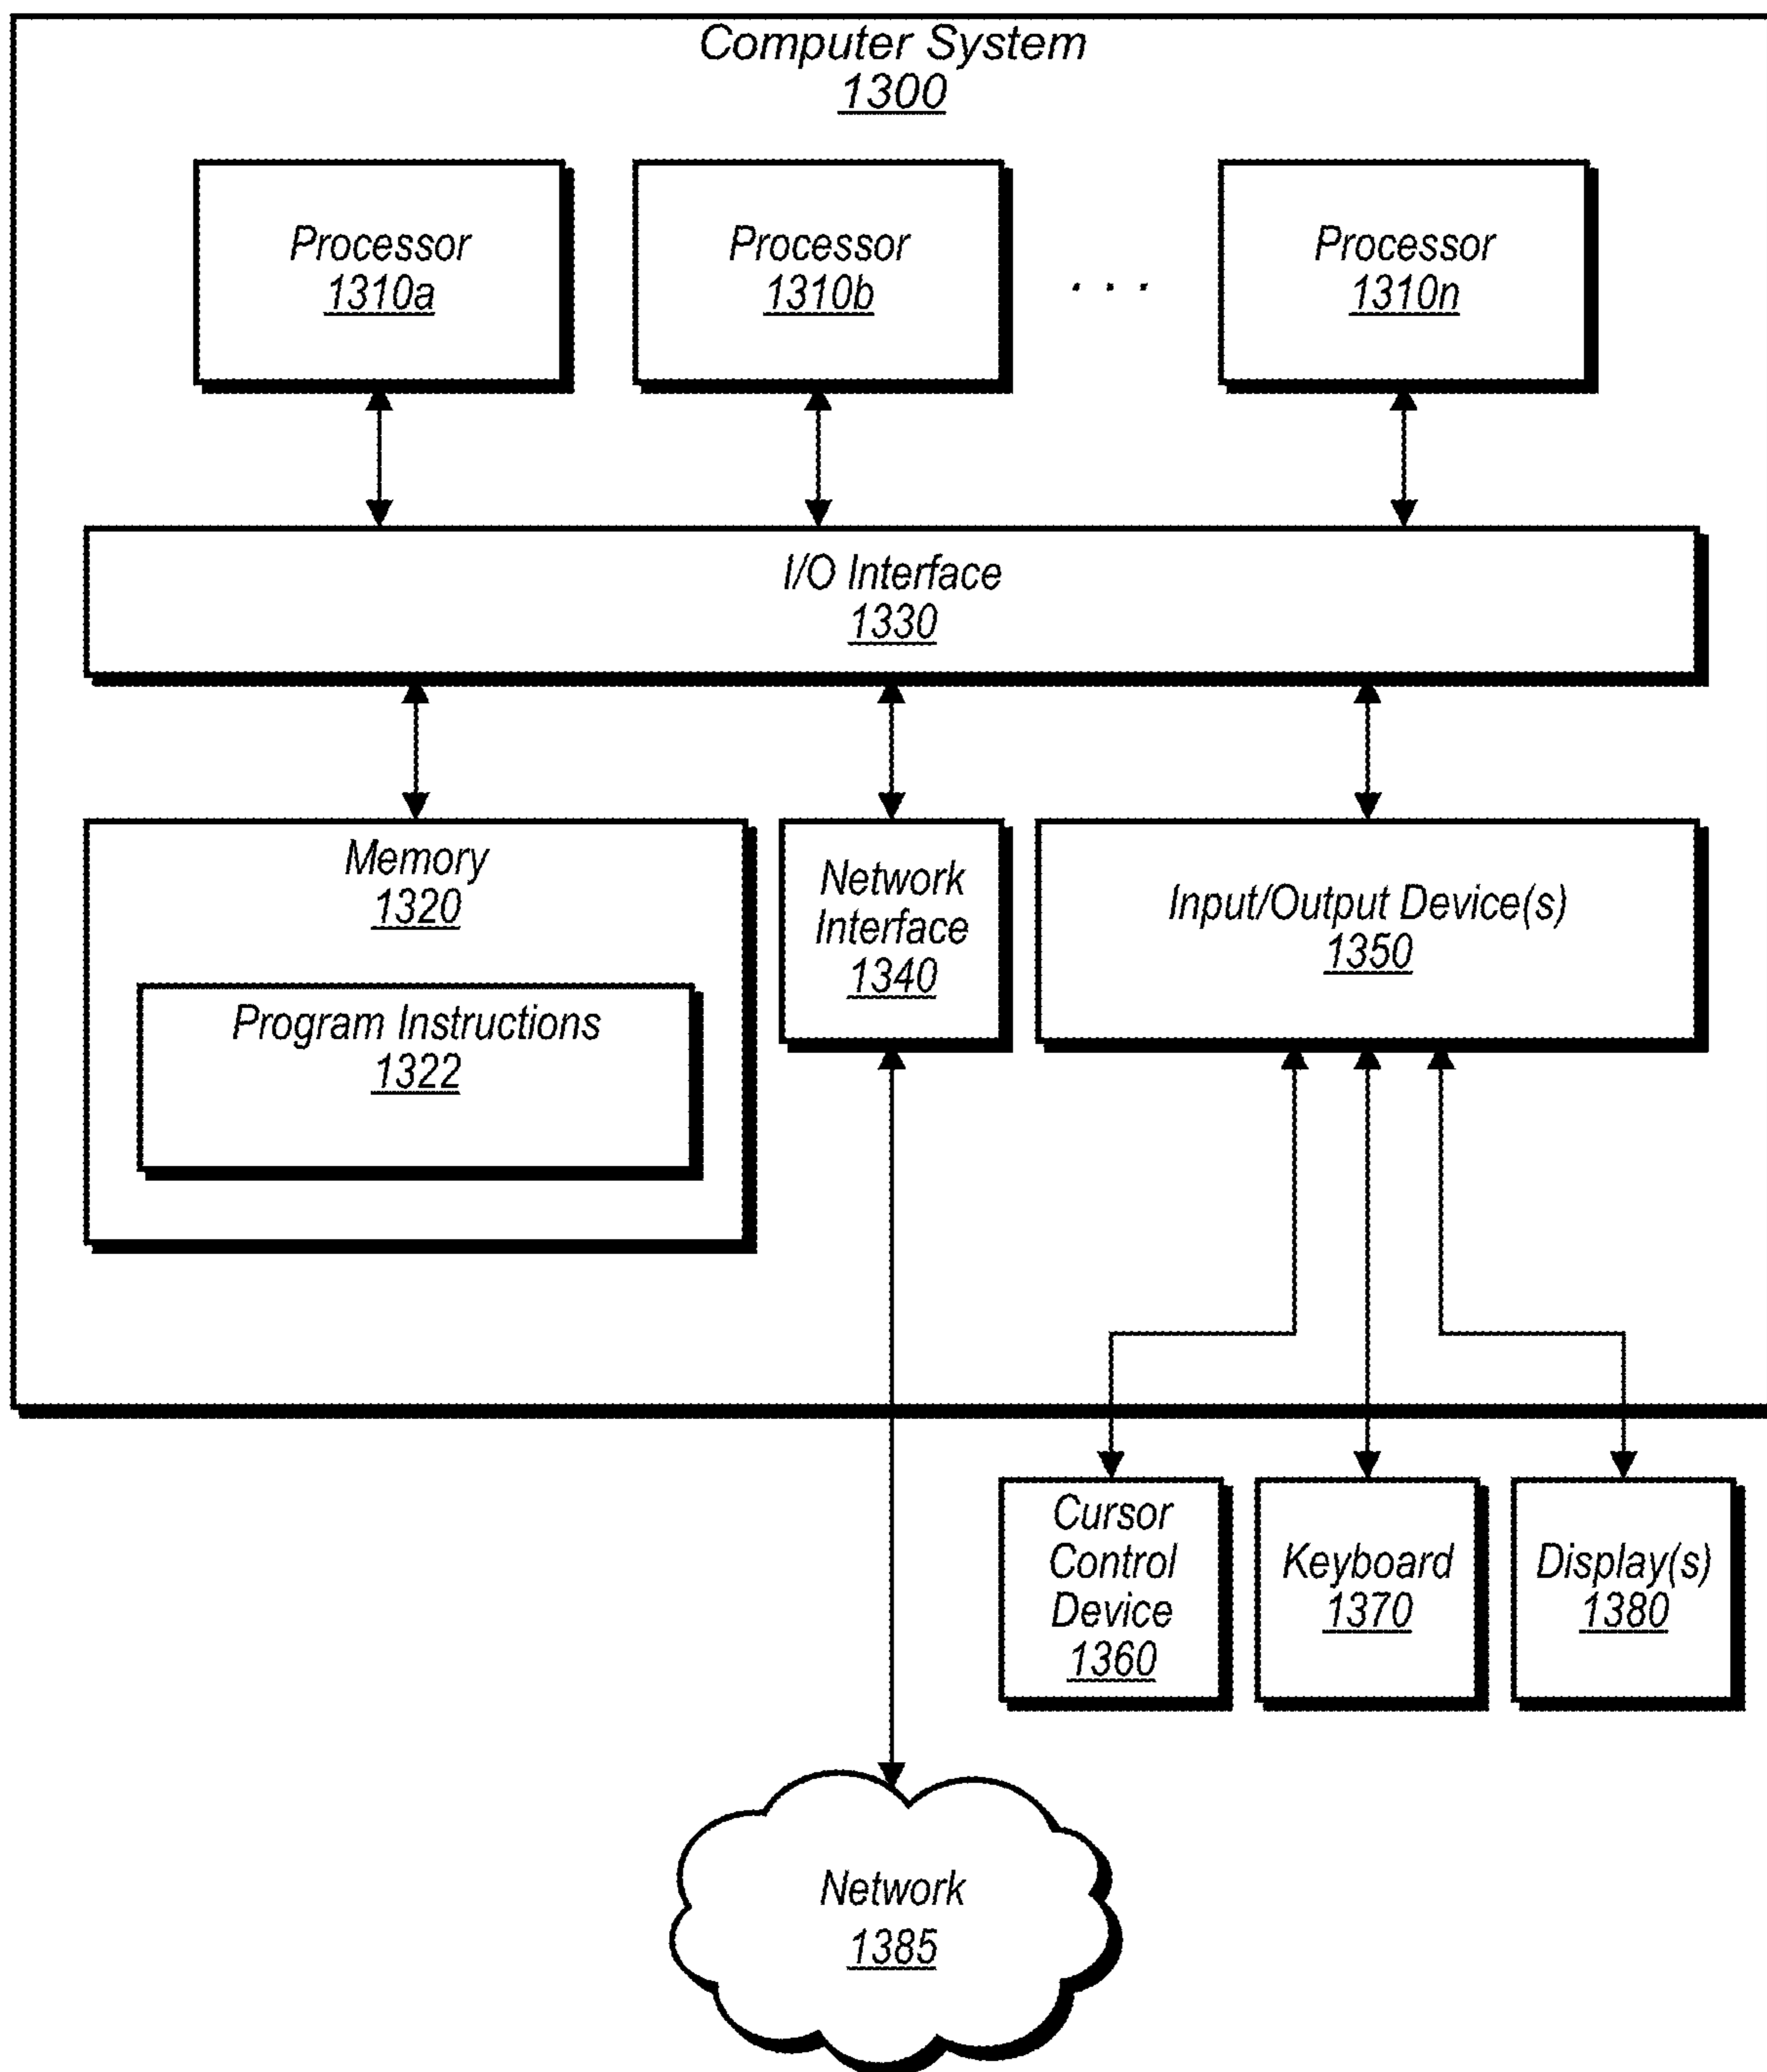 Computer System
1300
Processor
1310a
Processor
1310b
. . .
Processor
1310n
I/O Interface
1330
Memory
1320
Program Instructions
1322
Network
Interface
1340
Input/Output Device(s)
1350
Cursor
Control
Device
1360
Keyboard
1370
Display(s)
1380
Network
1385